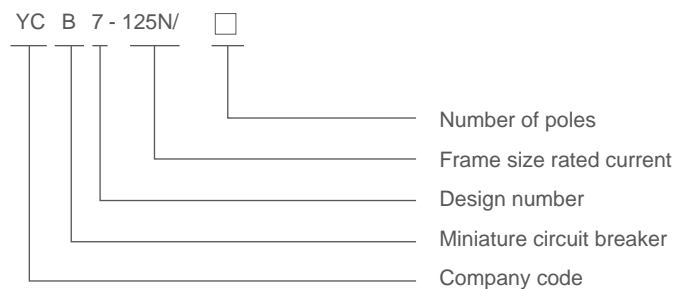 YC B 7 - 125N/ □
Number of poles
Frame size rated current
Design number
Miniature circuit breaker
Company code